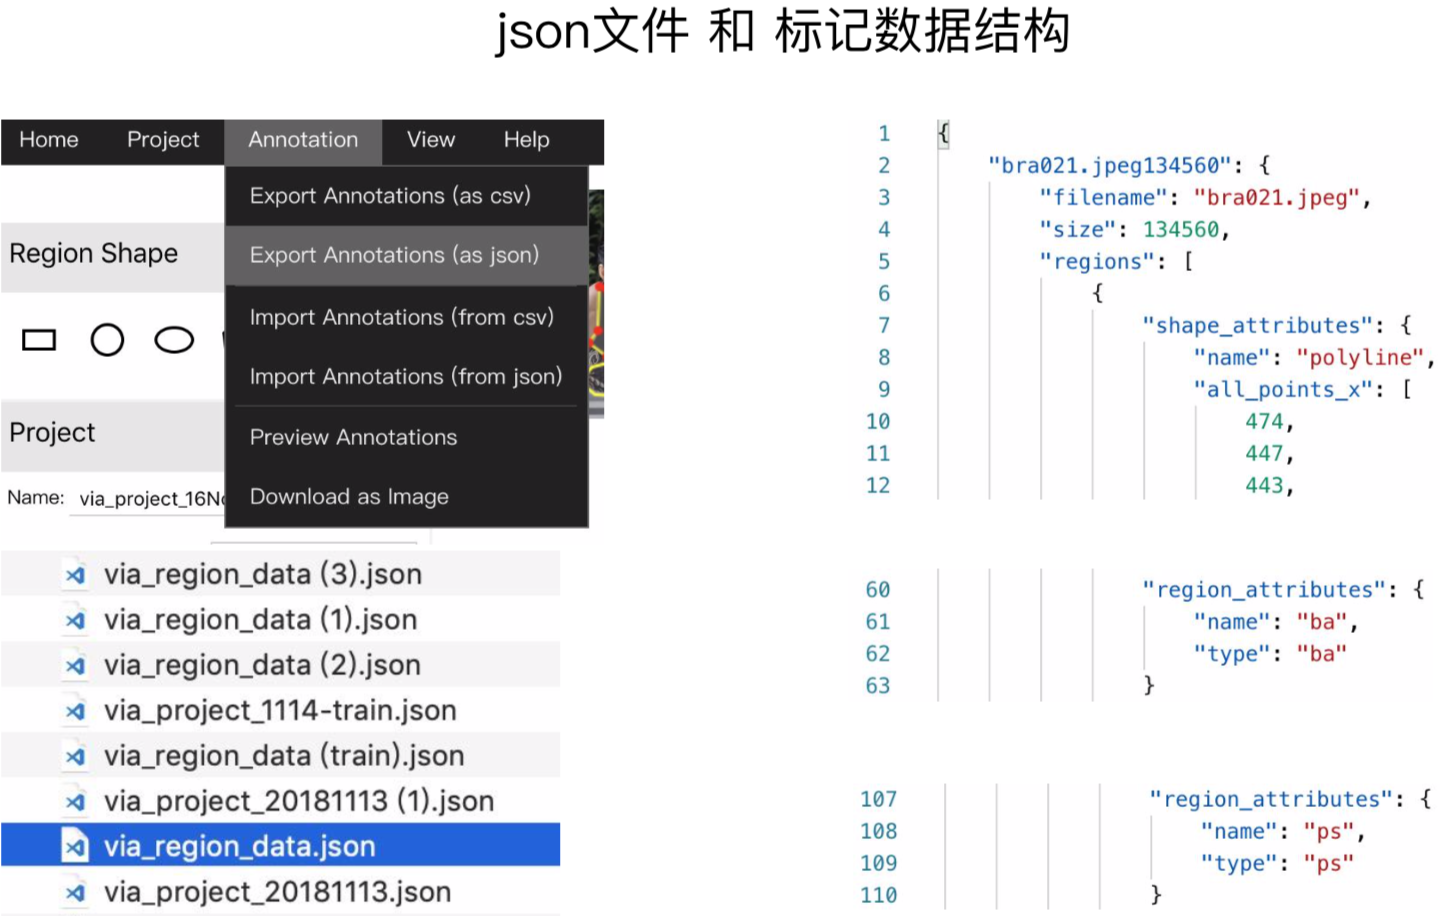 json文件 和 标记数据结构
Home Project Annotation View Help
Export Annotations (as csv)
Export Annotations (as json)
Import Annotations (from csv)
Import Annotations (from json)
Preview Annotations
Download as Image
Region Shape
Project
Name: via_project_16No
via_region_data (3).json
via_region_data (1).json
via_region_data (2).json
via_project_1114-train.json
via_region_data (train).json
via_project_20181113 (1).json
via_region_data.json
via_project_20181113.json
1 {
2 "bra021.jpeg134560": {
3 "filename": "bra021.jpeg",
4 "size": 134560,
5 "regions": [
6 {
7 "shape_attributes": {
8 "name": "polyline",
9 "all_points_x": [
10 474,
11 447,
12 443,
60 "region_attributes": {
61 "name": "ba",
62 "type": "ba"
63 }
107 "region_attributes": {
108 "name": "ps",
109 "type": "ps"
110 }